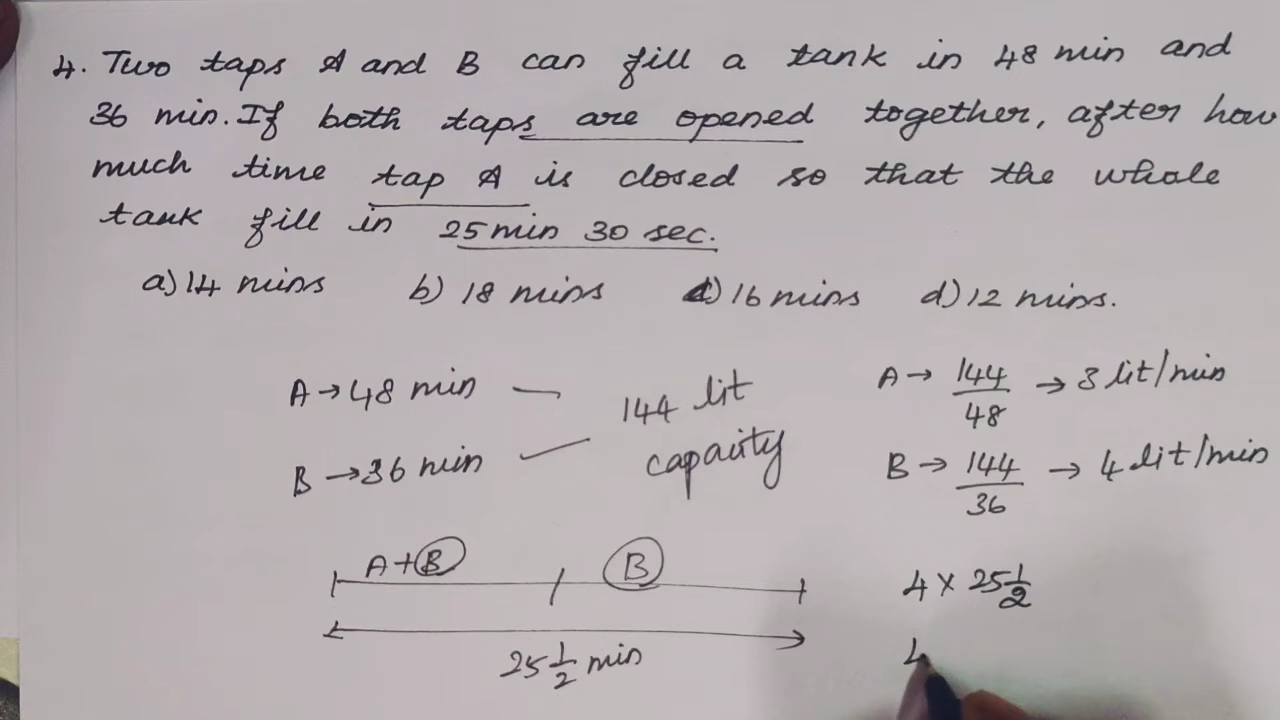 4. Two taps A and B can fill a tank in 48 min and
36 min. If both taps are opened together, after how
much time tap A is closed so that the whole
tank fill in 25 min 30 sec.
a) 14 mins b) 18 mins c) 16 mins d) 12 mins.
A → 48 min — 144 lit capacity
B → 36 min —
A → 144/48 → 3 lit/min
B → 144/36 → 4 lit/min
A+B B
25 1/2 min
4 × 25 1/2
4